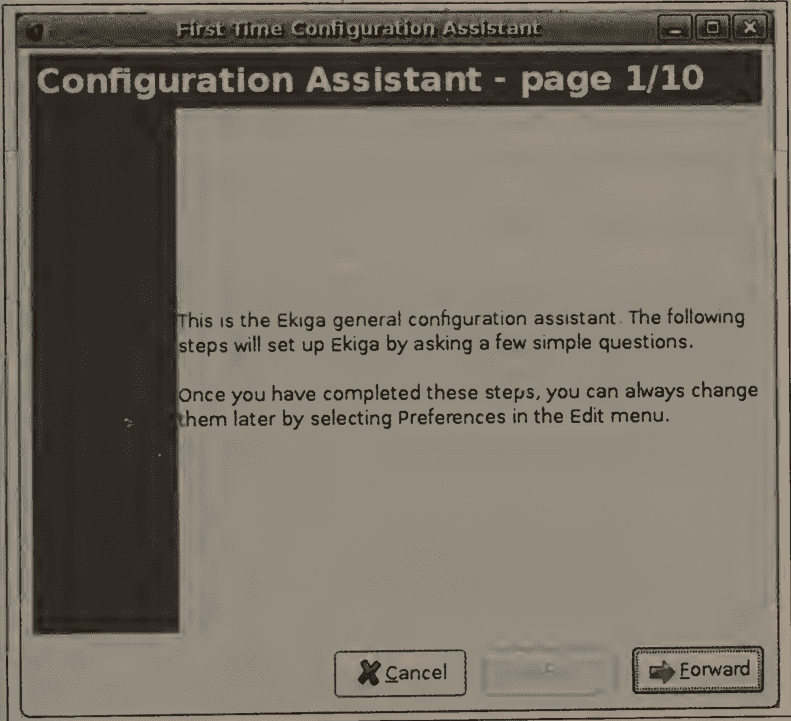 First Time Configuration Assistant
Configuration Assistant - page 1/10
This is the Ekiga general configuration assistant. The following
steps will set up Ekiga by asking a few simple questions.
Once you have completed these steps, you can always change
them later by selecting Preferences in the Edit menu.
Cancel
Forward